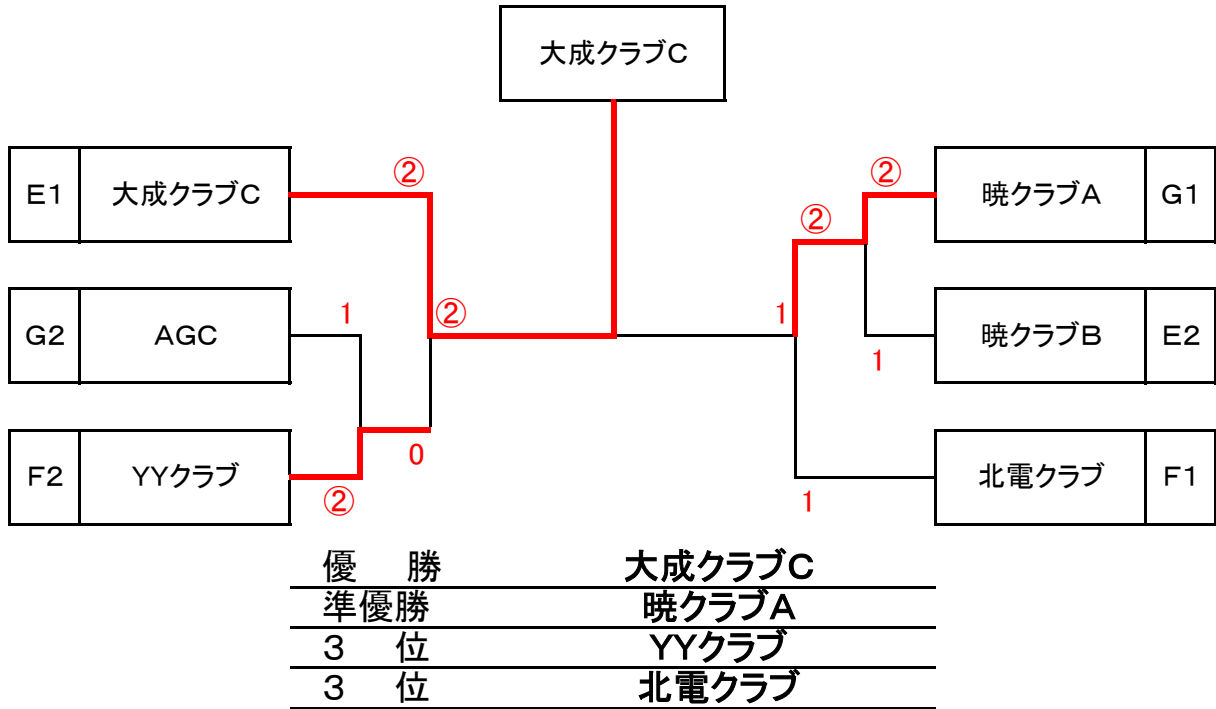 大成クラブC
E1 大成クラブC ② ② 暁クラブA G1
②
G2 AGC 1 ② 1 暁クラブB E2
1
F2 YYクラブ ② 0 1 北電クラブ F1
優 勝 大成クラブC
準優勝 暁クラブA
3 位 YYクラブ
3 位 北電クラブ